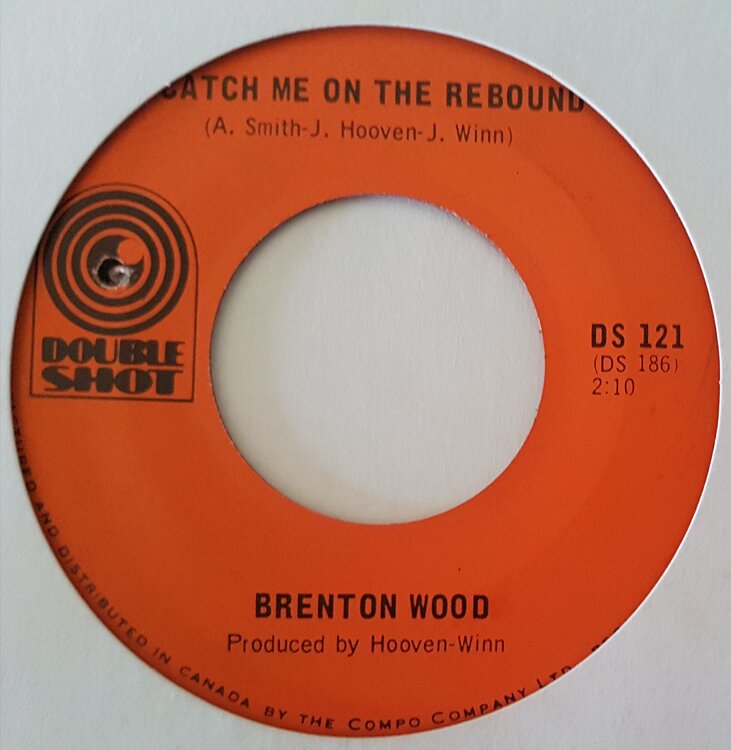 CATCH ME ON THE REBOUND
(A. Smith-J. Hooven-J. Winn)
DOUBLE
SHOT
DS 121
(DS 186)
2:10
BRENTON WOOD
Produced by Hooven-Winn
AND DISTRIBUTED IN CANADA BY THE COMPO COMPANY LTD.